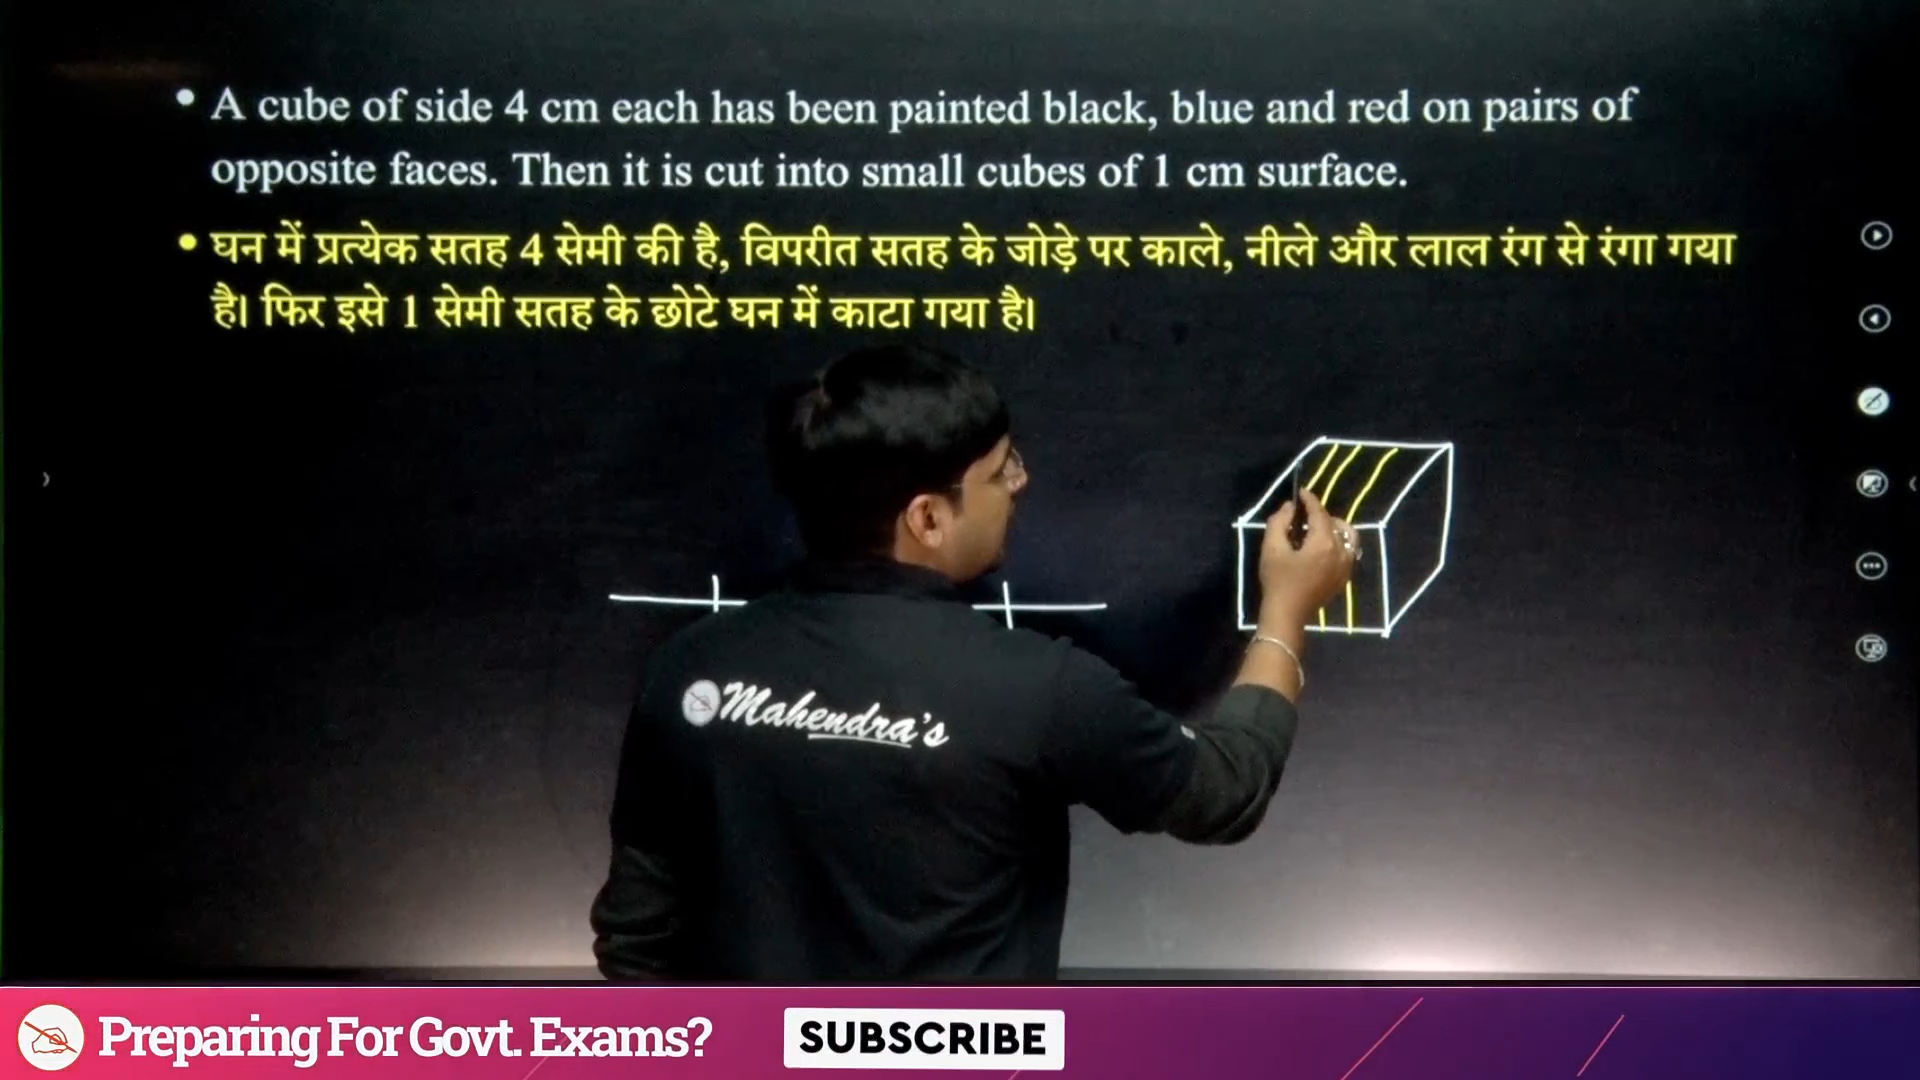 • A cube of side 4 cm each has been painted black, blue and red on pairs of
opposite faces. Then it is cut into small cubes of 1 cm surface.
• घन में प्रत्येक सतह 4 सेमी की है, विपरीत सतह के जोड़े पर काले, नीले और लाल रंग से रंगा गया
है। फिर इसे 1 सेमी सतह के छोटे घन में काटा गया है।
Mahendra's
Preparing For Govt. Exams?
SUBSCRIBE